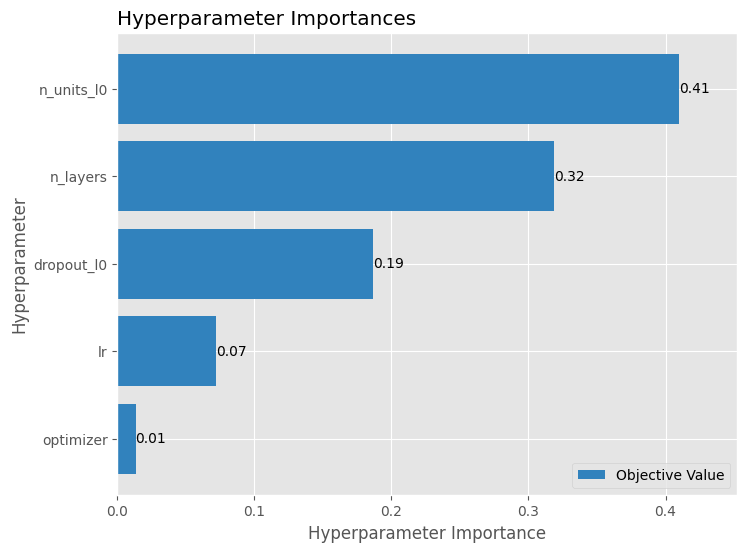 Hyperparameter Importances
Hyperparameter
n_units_l0
0.41
n_layers
0.32
dropout_l0
0.19
lr
0.07
optimizer
0.01
Objective Value
0.0 0.1 0.2 0.3 0.4
Hyperparameter Importance